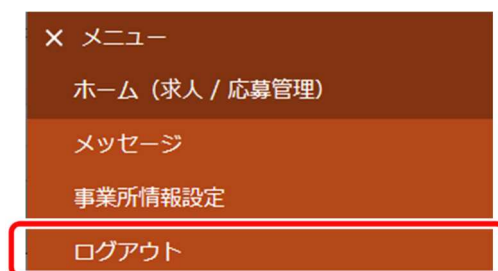 × メニュー
ホーム（求人 / 応募管理）
メッセージ
事業所情報設定
ログアウト